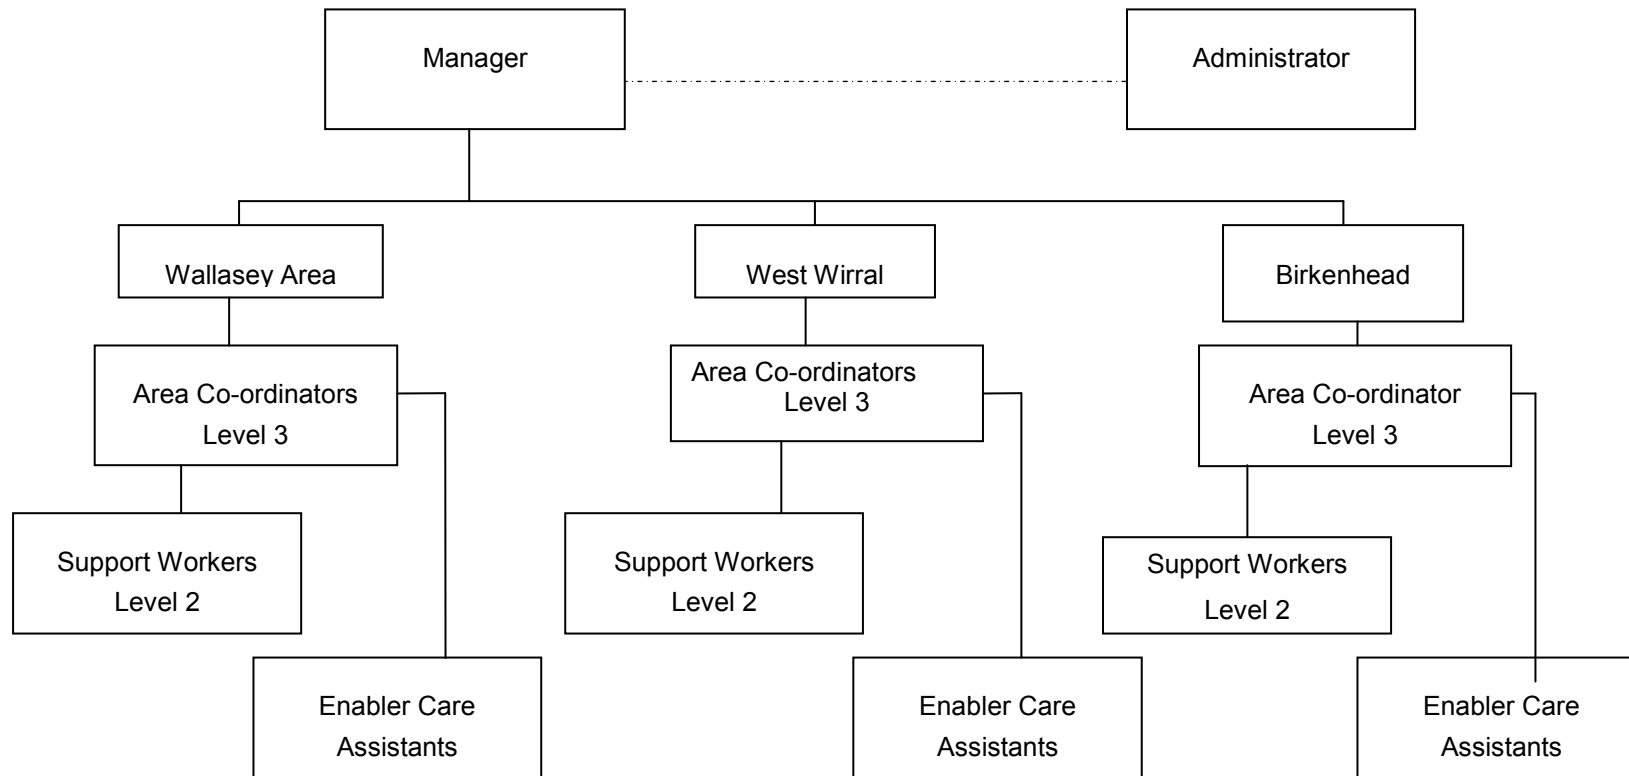 Manager
Administrator
Wallasey Area
West Wirral
Birkenhead
Area Co-ordinators
Level 3
Area Co-ordinators
Level 3
Area Co-ordinator
Level 3
Support Workers
Level 2
Support Workers
Level 2
Support Workers
Level 2
Enabler Care
Assistants
Enabler Care
Assistants
Enabler Care
Assistants